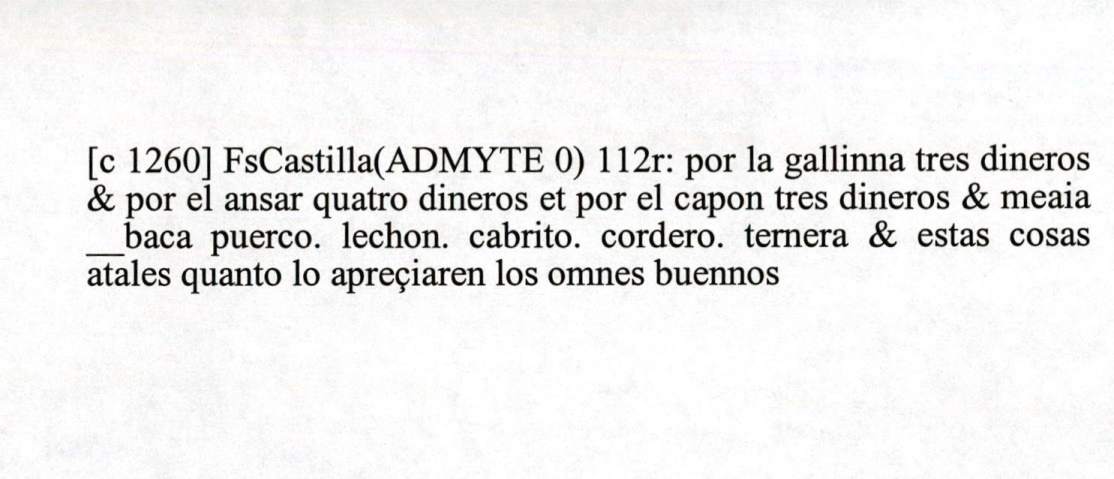 [c 1260] FsCastilla(ADMYTE 0) 112r: por la gallinna tres dineros
& por el ansar quatro dineros et por el capon tres dineros & meaia
__baca puerco. lechon. cabrito. cordero. ternera & estas cosas
atales quanto lo apreçiaren los omnes buennos